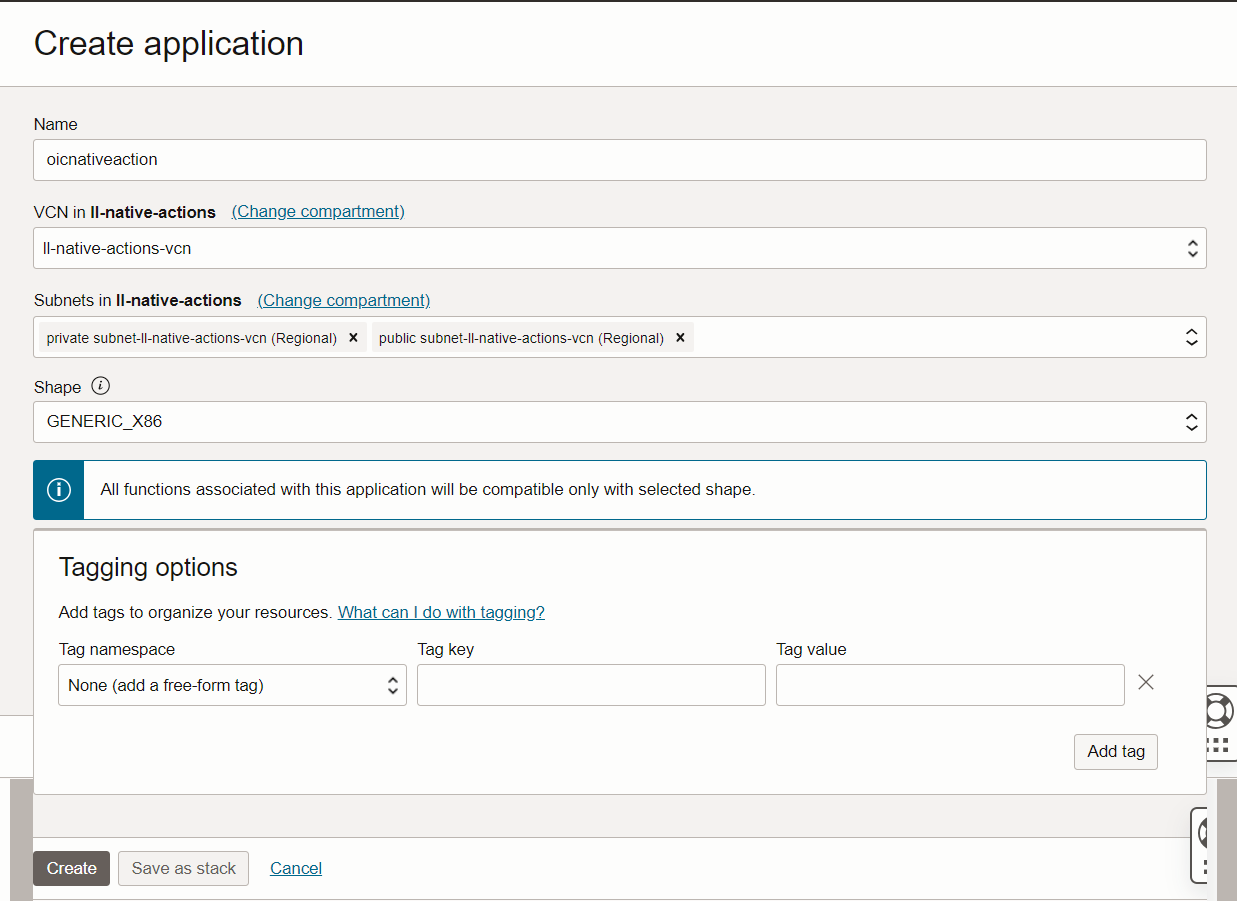 Create application
Name
oicnativeaction
VCN in ll-native-actions (Change compartment)
ll-native-actions-vcn
Subnets in ll-native-actions (Change compartment)
private subnet-ll-native-actions-vcn (Regional) × public subnet-ll-native-actions-vcn (Regional) ×
Shape i
GENERIC_X86
i All functions associated with this application will be compatible only with selected shape.
Tagging options
Add tags to organize your resources. What can I do with tagging?
Tag namespace Tag key Tag value
None (add a free-form tag)
Add tag
Create Save as stack Cancel